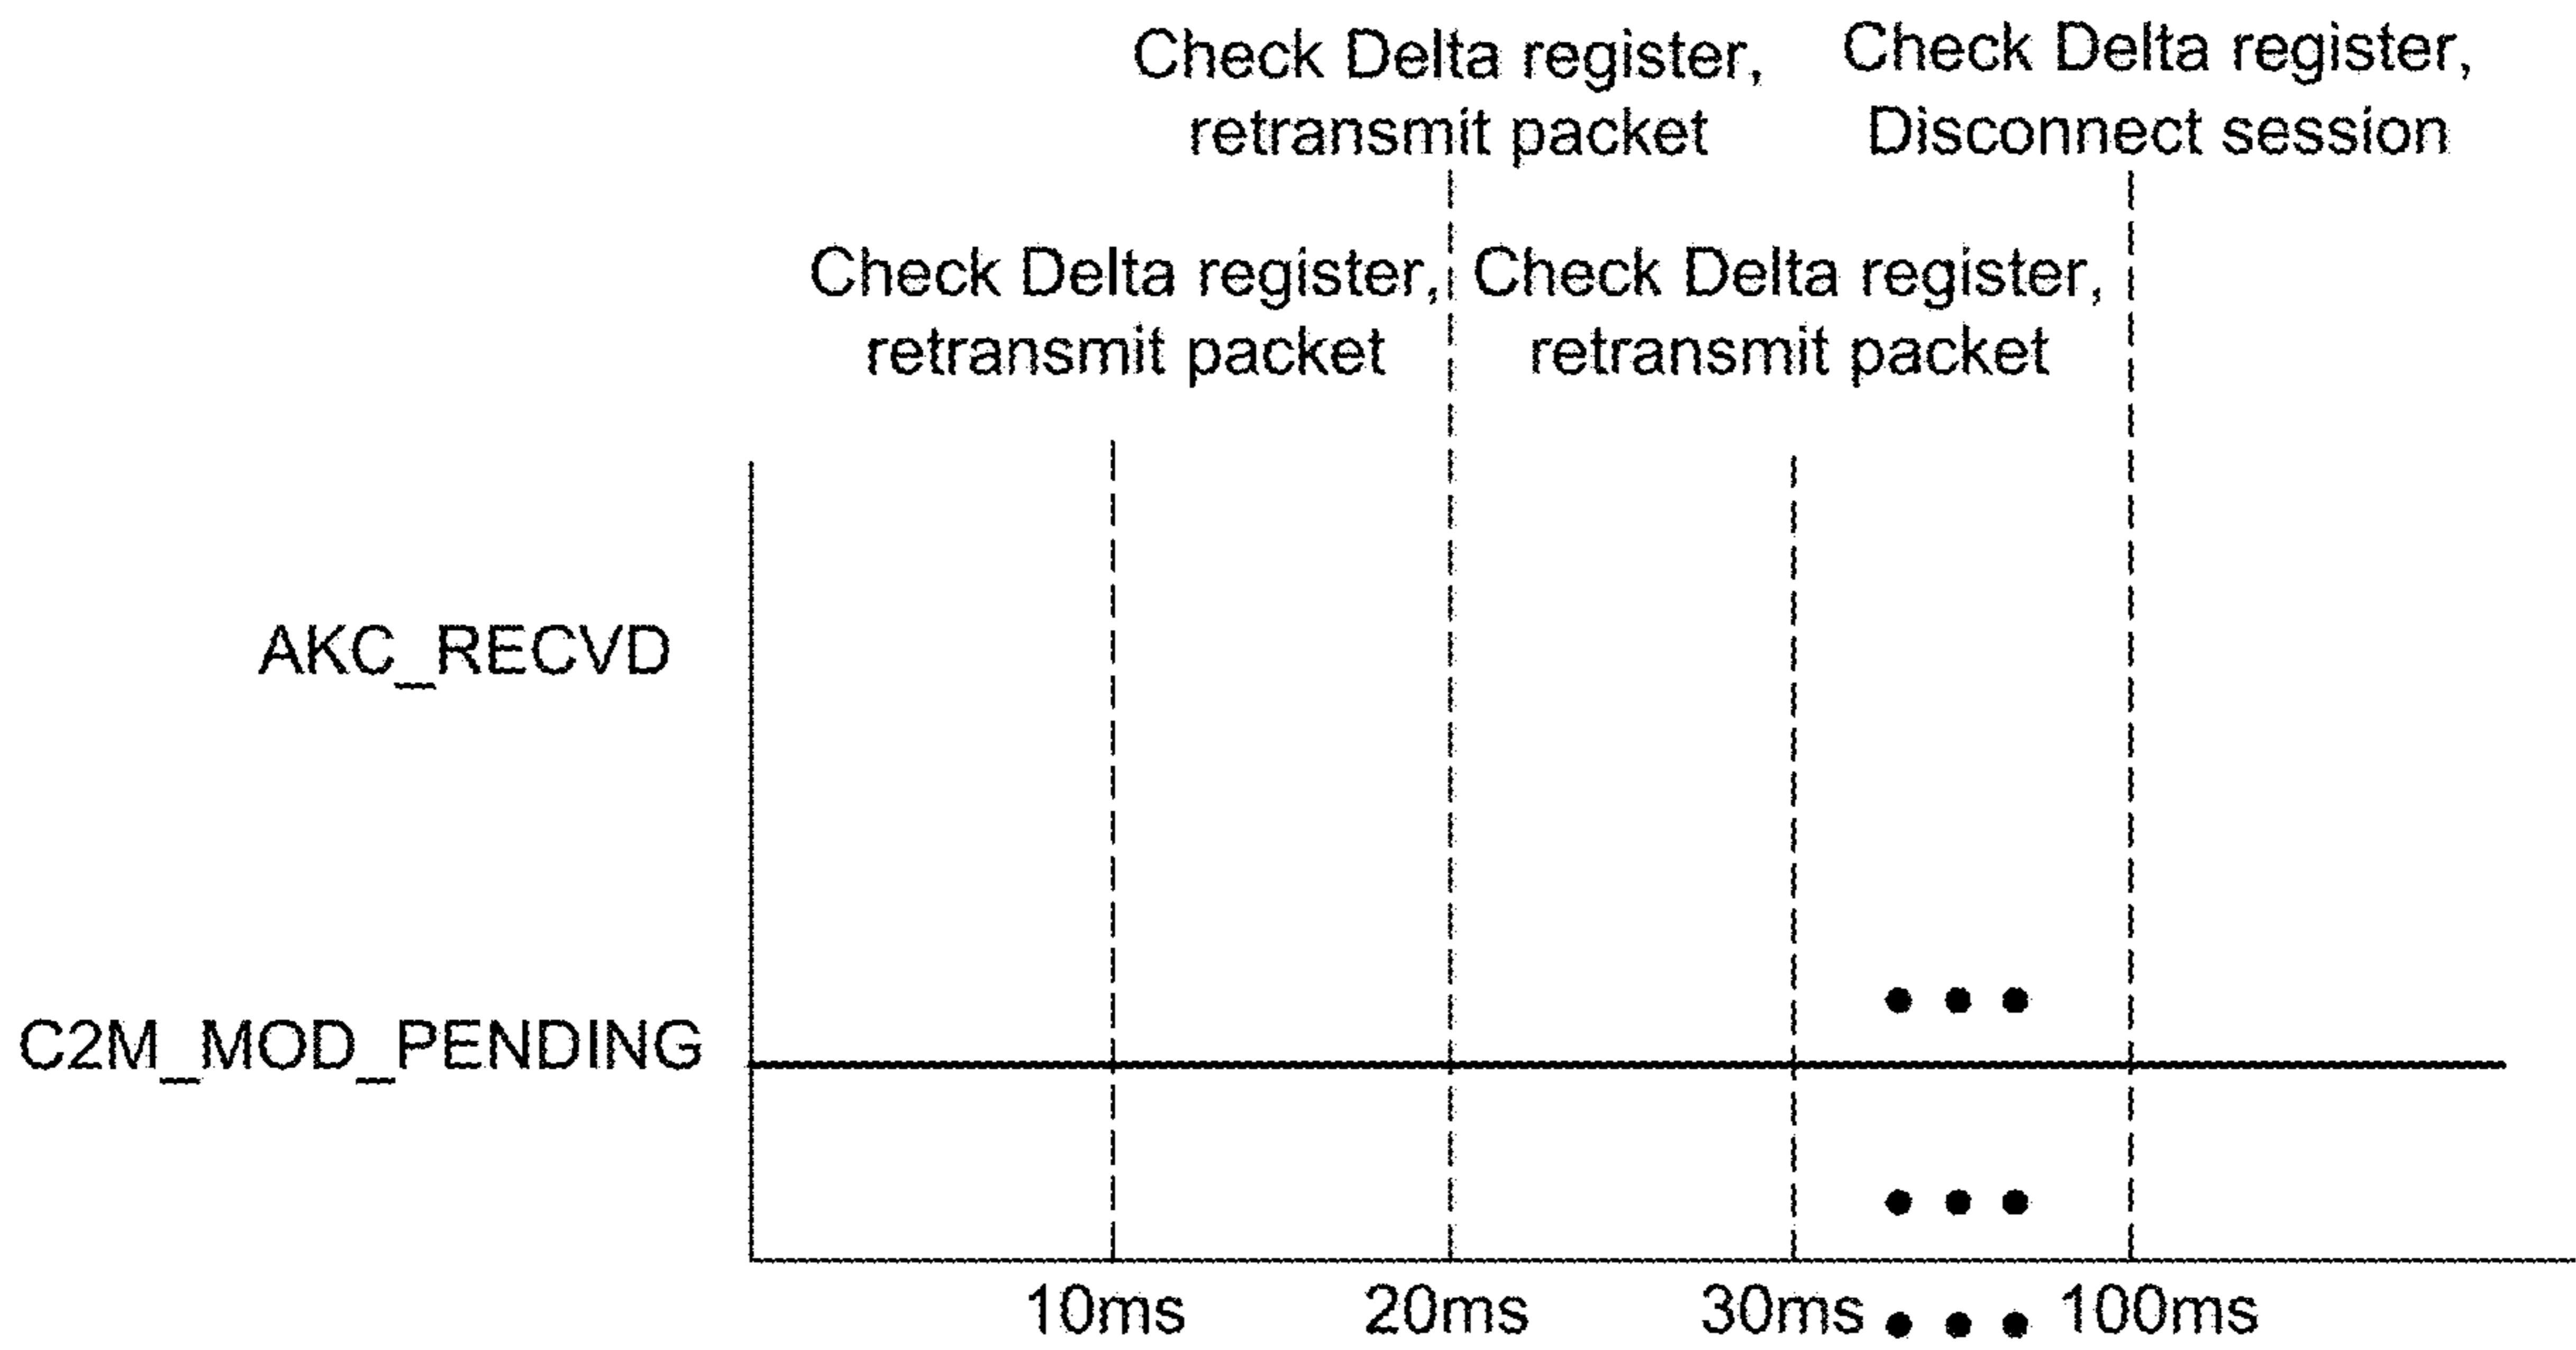 Check Delta register,
retransmit packet
Check Delta register,
Disconnect session
Check Delta register,
retransmit packet
Check Delta register,
retransmit packet
AKC_RECVD
C2M_MOD_PENDING
10ms
20ms
30ms
100ms